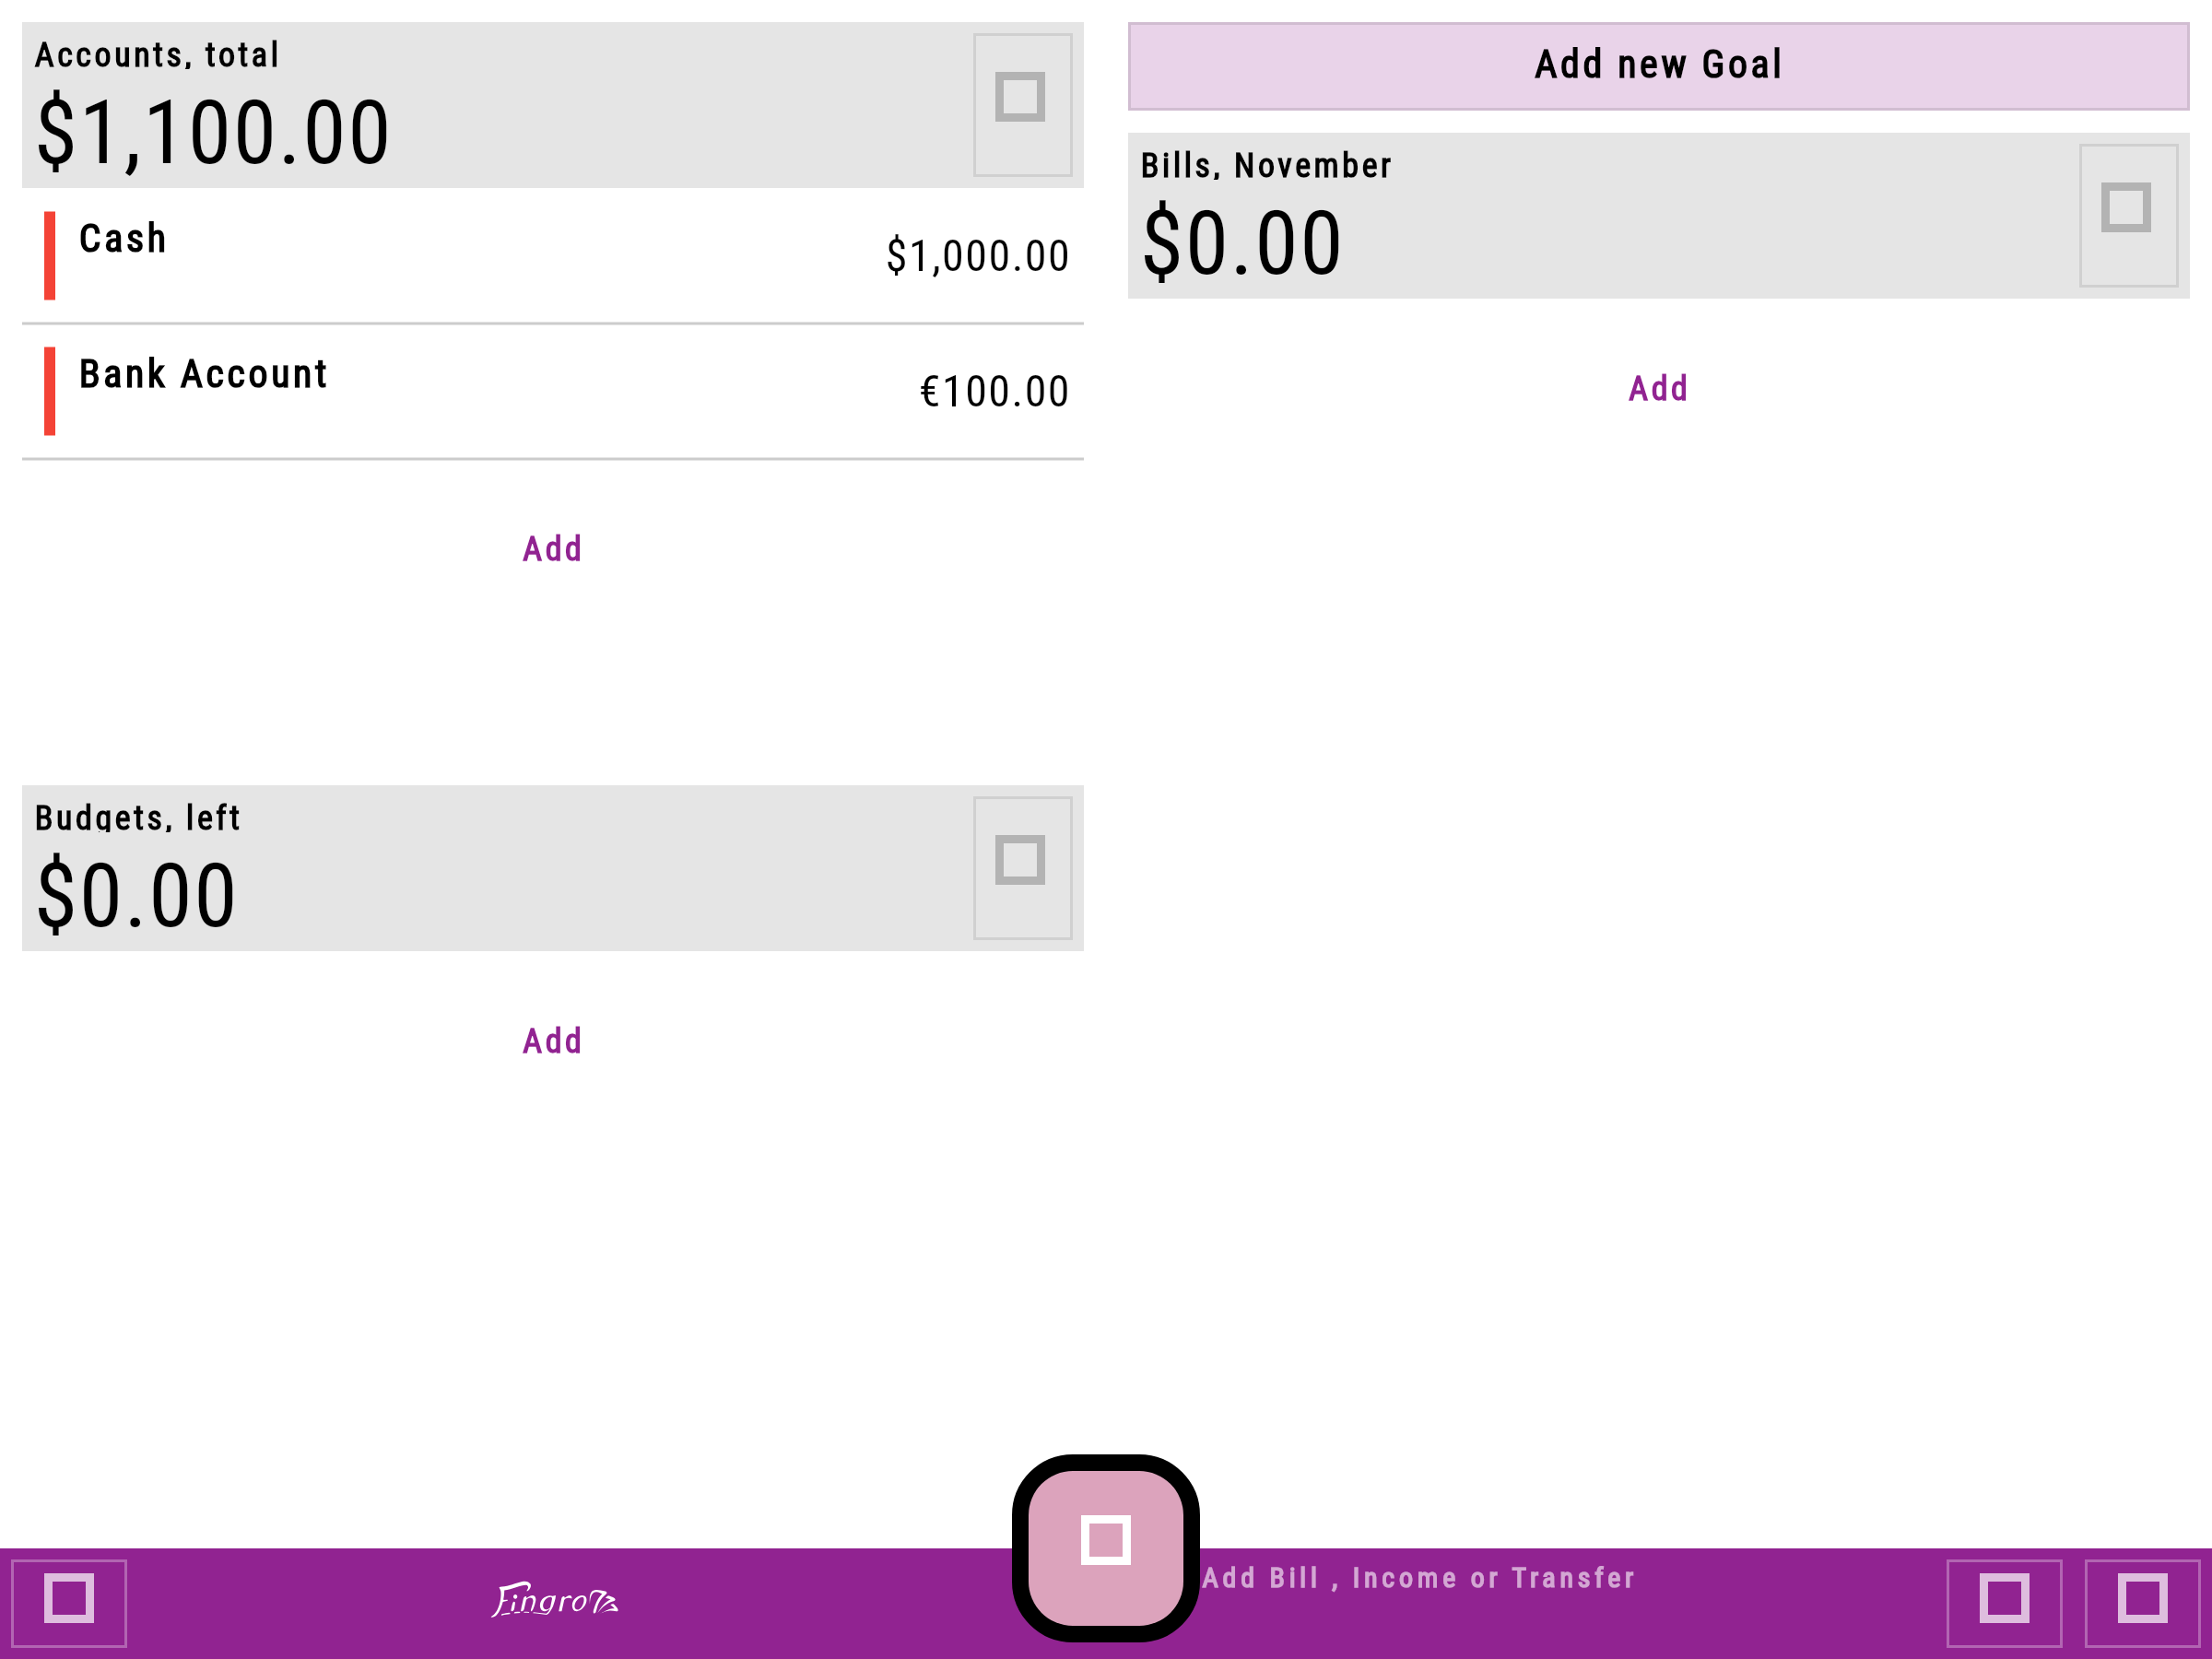 Accounts, total
$1,100.00
Cash
$1,000.00
Bank Account
€100.00
Add
Budgets, left
$0.00
Add
Add new Goal
Bills, November
$0.00
Add
Add Bill , Income or Transfer